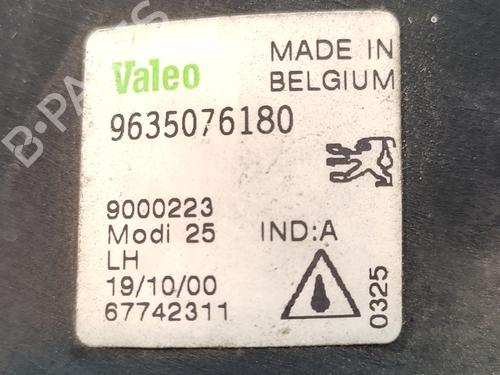 Valeo
MADE IN
BELGIUM
9635076180
9000223
Modi 25
IND:A
LH
19/10/00
67742311
0325
B-PARTS